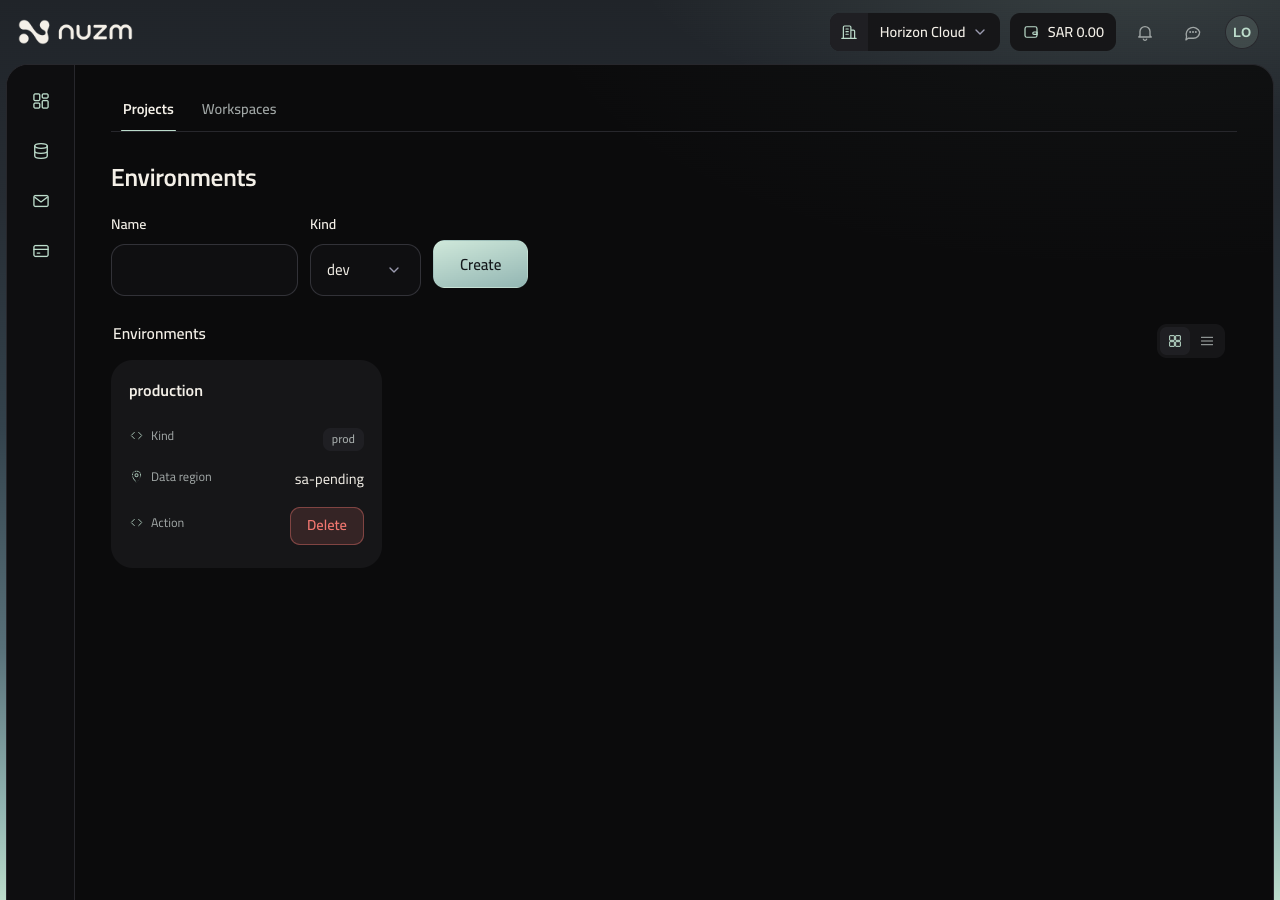 nuzm
Horizon Cloud
SAR 0.00
LO
Projects
Workspaces
Environments
Name
Kind
dev
Create
Environments
production
Kind
prod
Data region
sa-pending
Action
Delete